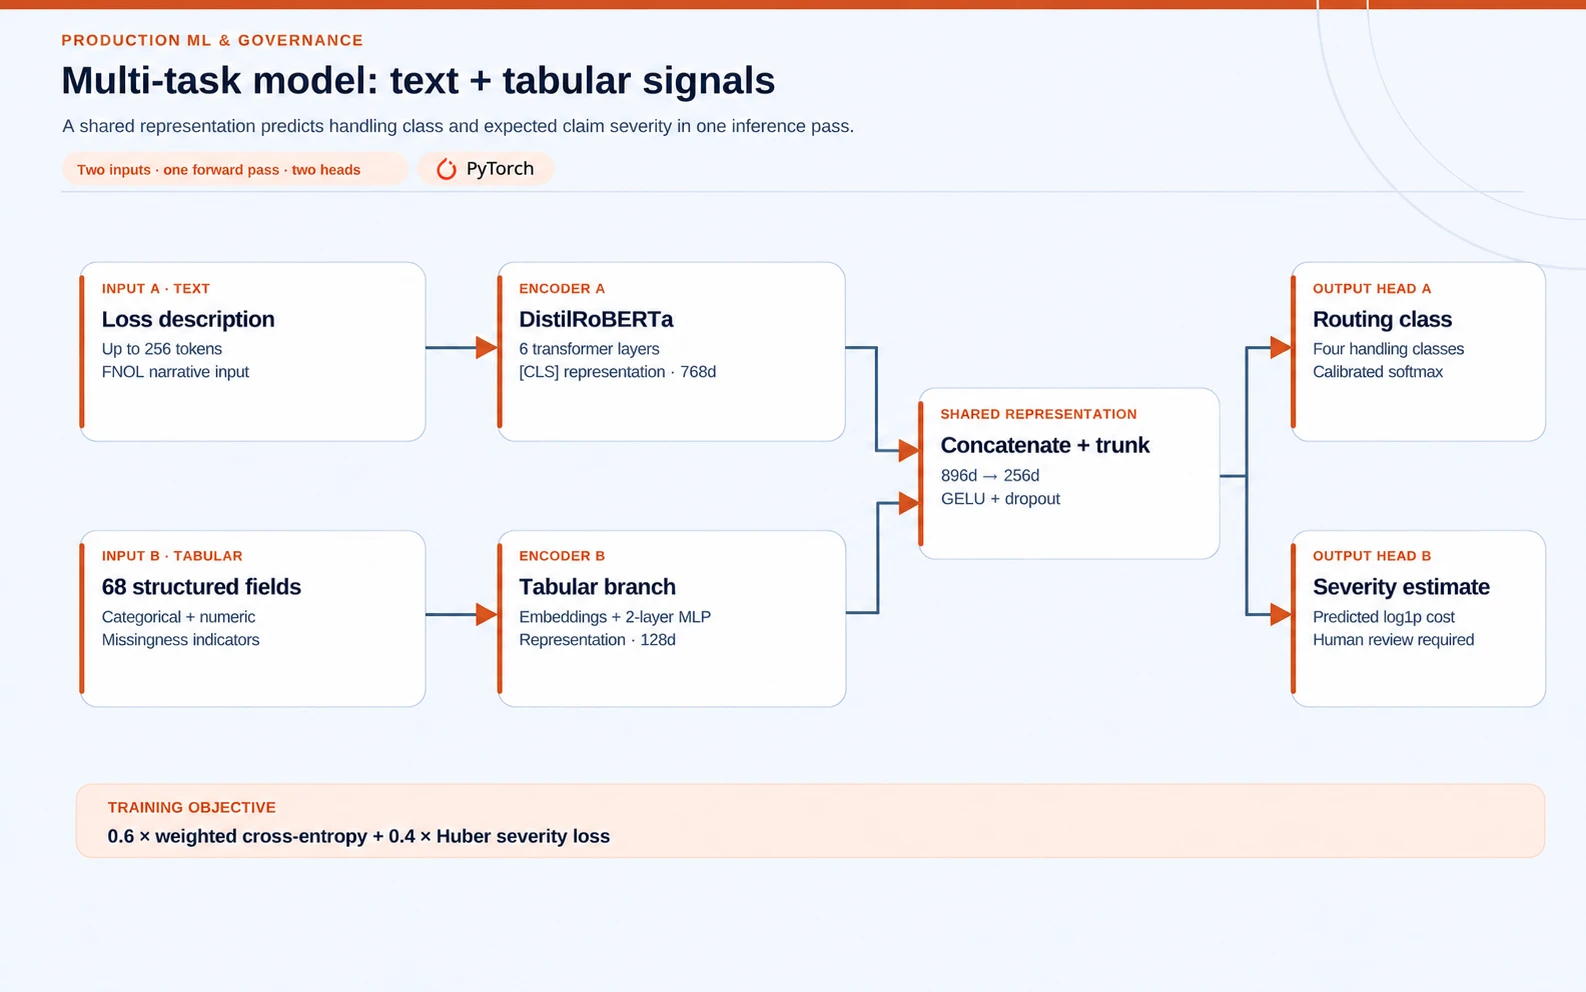 PRODUCTION ML & GOVERNANCE
Multi-task model: text + tabular signals
A shared representation predicts handling class and expected claim severity in one inference pass.
Two inputs · one forward pass · two heads
PyTorch
INPUT A · TEXT
Loss description
Up to 256 tokens
FNOL narrative input
ENCODER A
DistilRoBERTa
6 transformer layers
[CLS] representation · 768d
SHARED REPRESENTATION
Concatenate + trunk
896d → 256d
GELU + dropout
OUTPUT HEAD A
Routing class
Four handling classes
Calibrated softmax
INPUT B · TABULAR
68 structured fields
Categorical + numeric
Missingness indicators
ENCODER B
Tabular branch
Embeddings + 2-layer MLP
Representation · 128d
OUTPUT HEAD B
Severity estimate
Predicted log1p cost
Human review required
TRAINING OBJECTIVE
0.6 × weighted cross-entropy + 0.4 × Huber severity loss